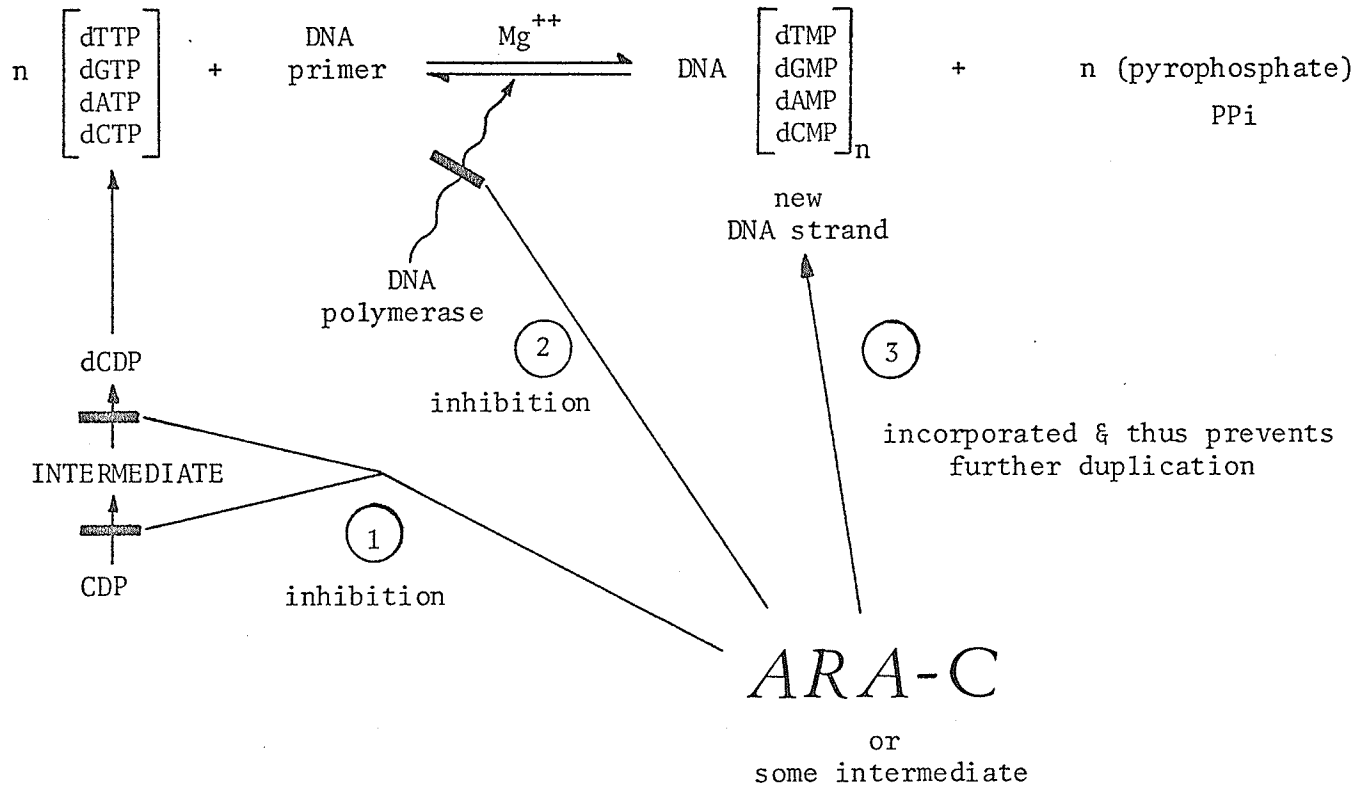 n [dTTP dGTP dATP dCTP] + DNA primer Mg++ DNA [dTMP dGMP dAMP dCMP]n + n (pyrophosphate)
PPi
new
DNA strand
DNA
polymerase
2
inhibition
3
incorporated & thus prevents
further duplication
dCDP
INTERMEDIATE
CDP
1
inhibition
ARA-C
or
some intermediate